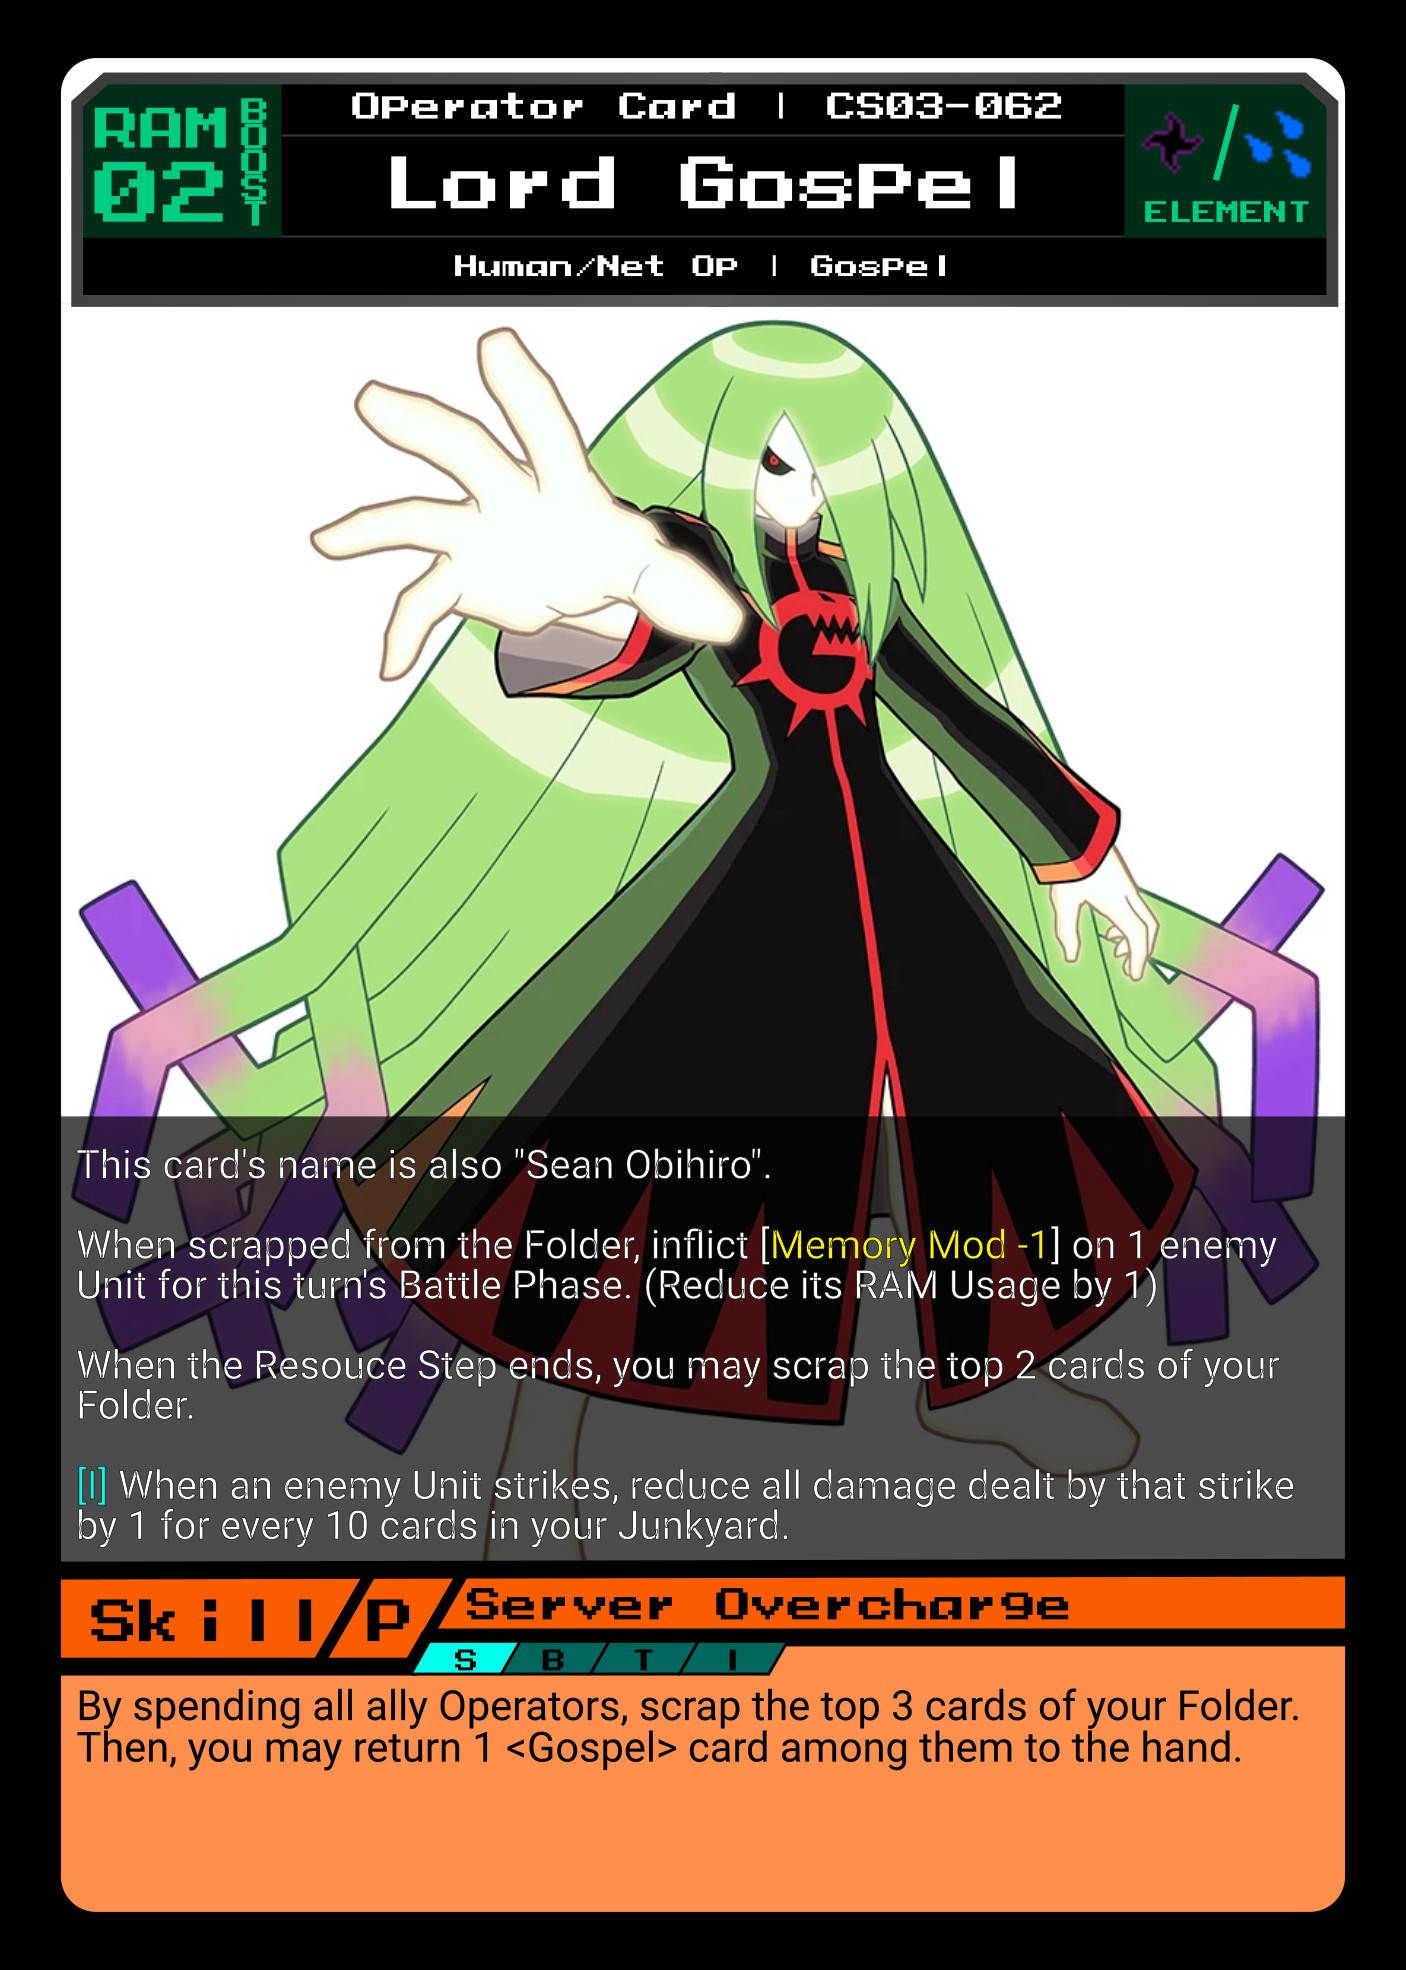 RAM BOOST
02
Operator Card | CS03-062
Lord Gospel
Human/Net Op | Gospel
ELEMENT
This card's name is also "Sean Obihiro".
When scrapped from the Folder, inflict [Memory Mod -1] on 1 enemy
Unit for this turn's Battle Phase. (Reduce its RAM Usage by 1)
When the Resouce Step ends, you may scrap the top 2 cards of your
Folder.
[I] When an enemy Unit strikes, reduce all damage dealt by that strike
by 1 for every 10 cards in your Junkyard.
Skill/P Server Overcharge
S B T I
By spending all ally Operators, scrap the top 3 cards of your Folder.
Then, you may return 1 <Gospel> card among them to the hand.